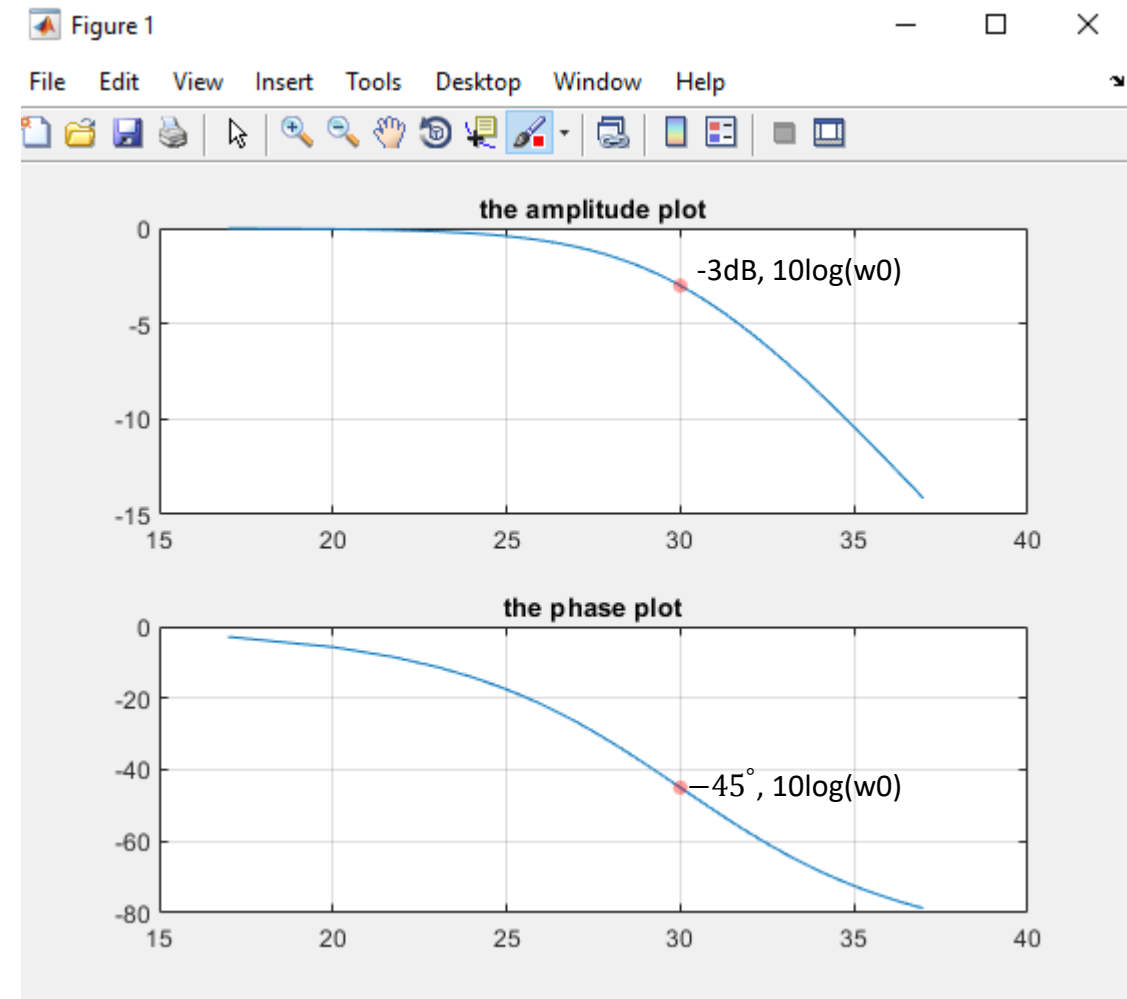 Figure 1
File Edit View Insert Tools Desktop Window Help
the amplitude plot
0
-3dB, 10log(w0)
-5
-10
-15
15 20 25 30 35 40
the phase plot
0
-20
-40
−45°, 10log(w0)
-60
-80
15 20 25 30 35 40